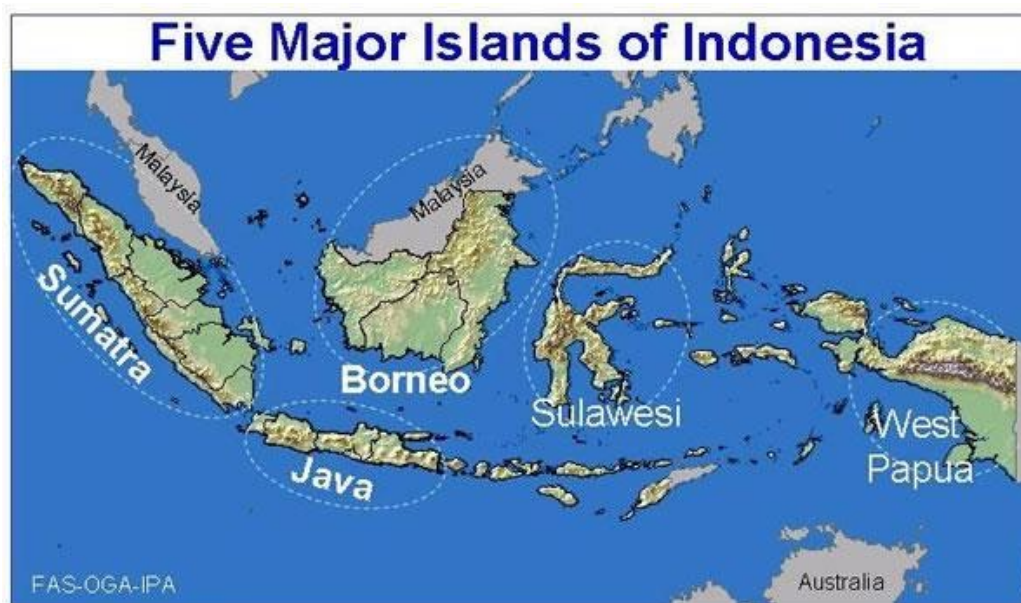 Five Major Islands of Indonesia
Malaysia
Malaysia
Sumatra
Borneo
Sulawesi
West
Papua
Java
FAS-OGA-IPA
Australia